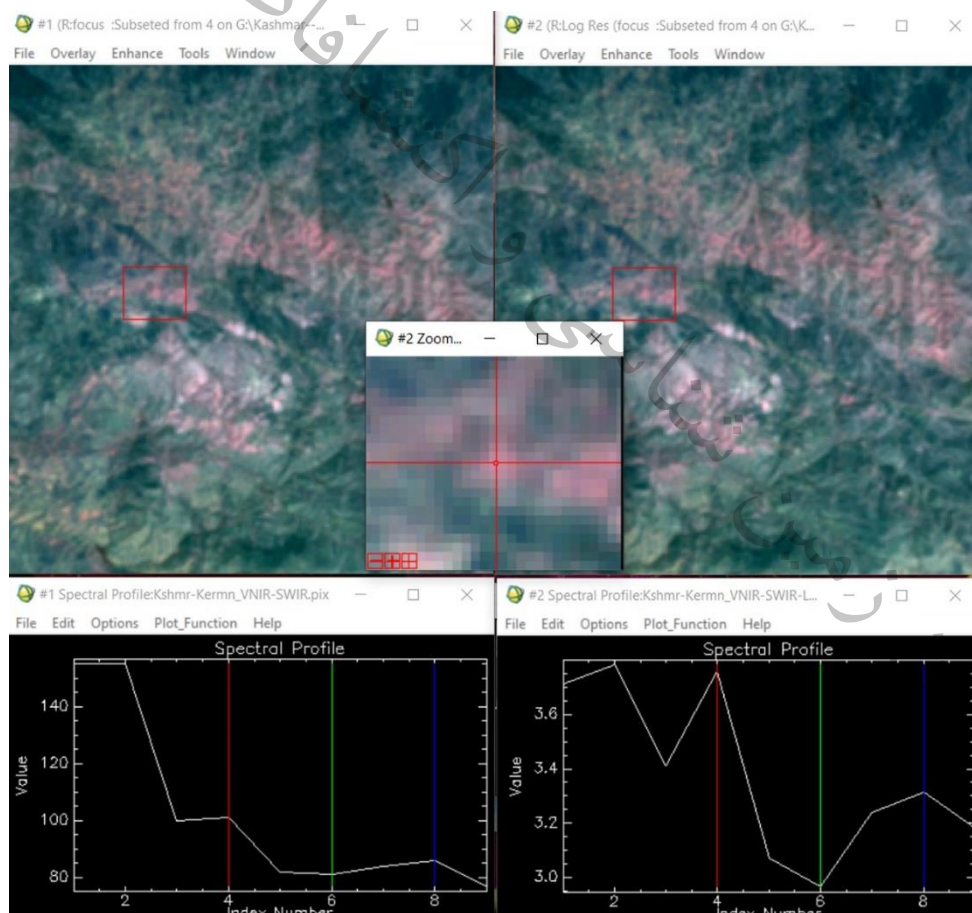 #1 (R:focus :Subseted from 4 on G:\Kashmar--...
File Overlay Enhance Tools Window
#2 (R:Log Res (focus :Subseted from 4 on G:\K...
File Overlay Enhance Tools Window
#2 Zoom...
#1 Spectral Profile:Kshmr-Kermn_VNIR-SWIR.pix
File Edit Options Plot_Function Help
Spectral Profile
140
120
100
80
Value
2 4 6 8
Index Number
#2 Spectral Profile:Kshmr-Kermn_VNIR-SWIR-L...
File Edit Options Plot_Function Help
Spectral Profile
3.6
3.4
3.2
3.0
Value
2 4 6 8
Index Number